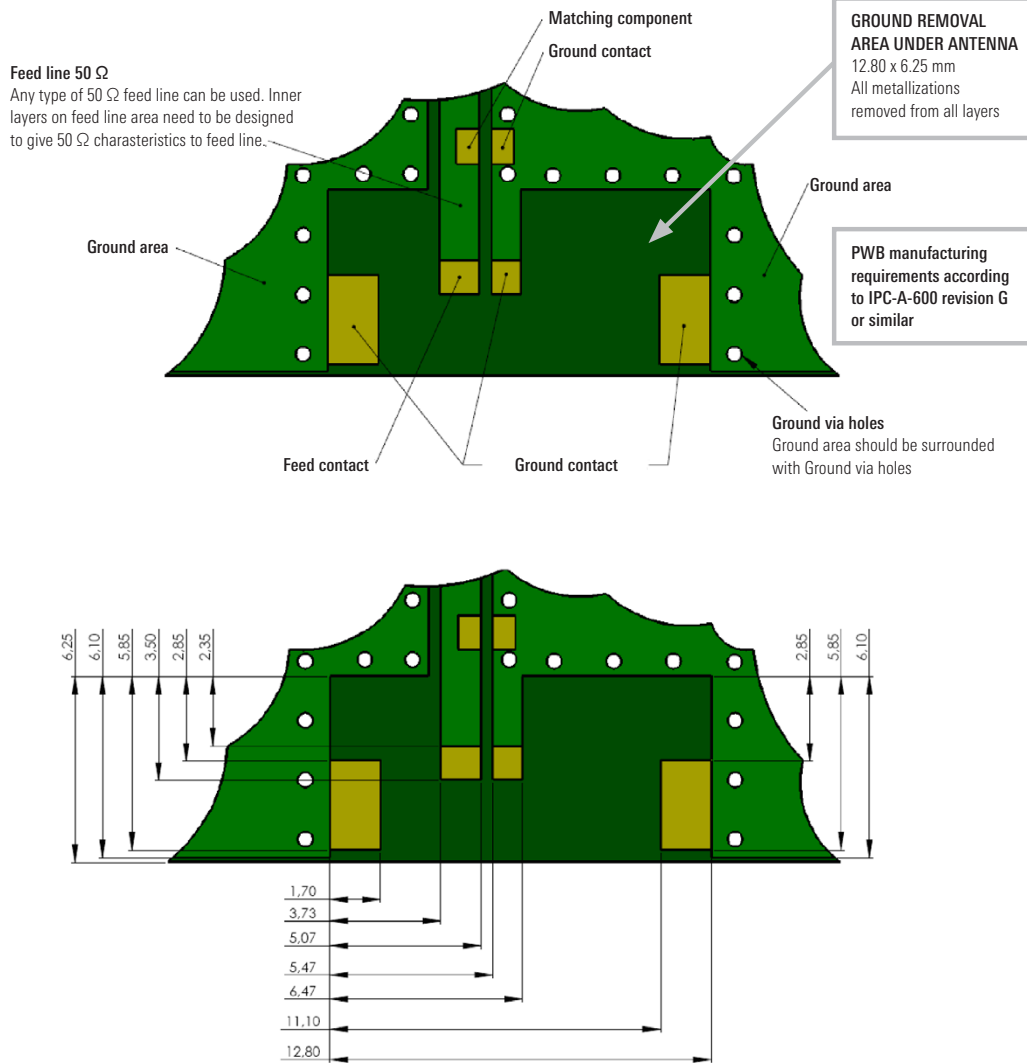 Matching component
Ground contact
GROUND REMOVAL
AREA UNDER ANTENNA
12.80 x 6.25 mm
All metallizations
removed from all layers
Feed line 50 Ω
Any type of 50 Ω feed line can be used. Inner
layers on feed line area need to be designed
to give 50 Ω charasteristics to feed line.
Ground area
Ground area
PWB manufacturing
requirements according
to IPC-A-600 revision G
or similar
Ground via holes
Ground area should be surrounded
with Ground via holes
Feed contact
Ground contact
6,25
6,10
5,85
3,50
2,85
2,35
2,85
5,85
6,10
1,70
3,73
5,07
5,47
6,47
11,10
12,80